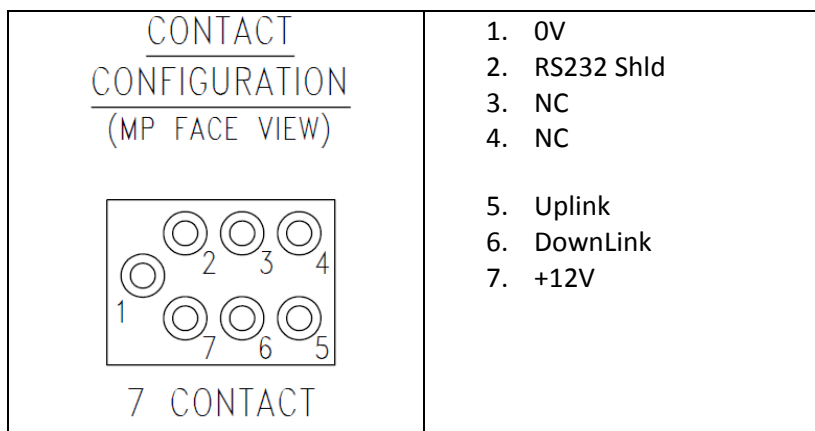 CONTACT
CONFIGURATION
(MP FACE VIEW)
2 3 4
1
7 6 5
7 CONTACT
1. 0V
2. RS232 Shld
3. NC
4. NC
5. Uplink
6. DownLink
7. +12V